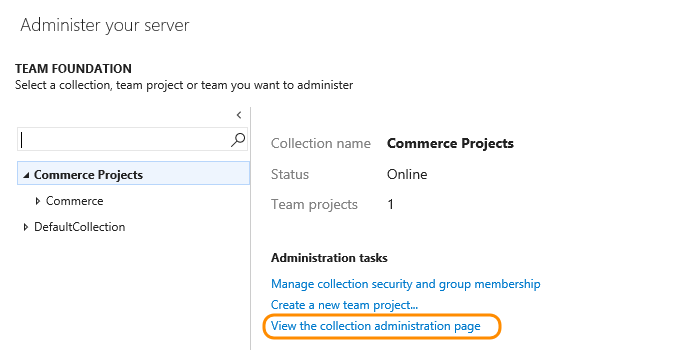 Administer your server
TEAM FOUNDATION
Select a collection, team project or team you want to administer
Commerce Projects
Commerce
DefaultCollection
Collection name Commerce Projects
Status Online
Team projects 1
Administration tasks
Manage collection security and group membership
Create a new team project...
View the collection administration page